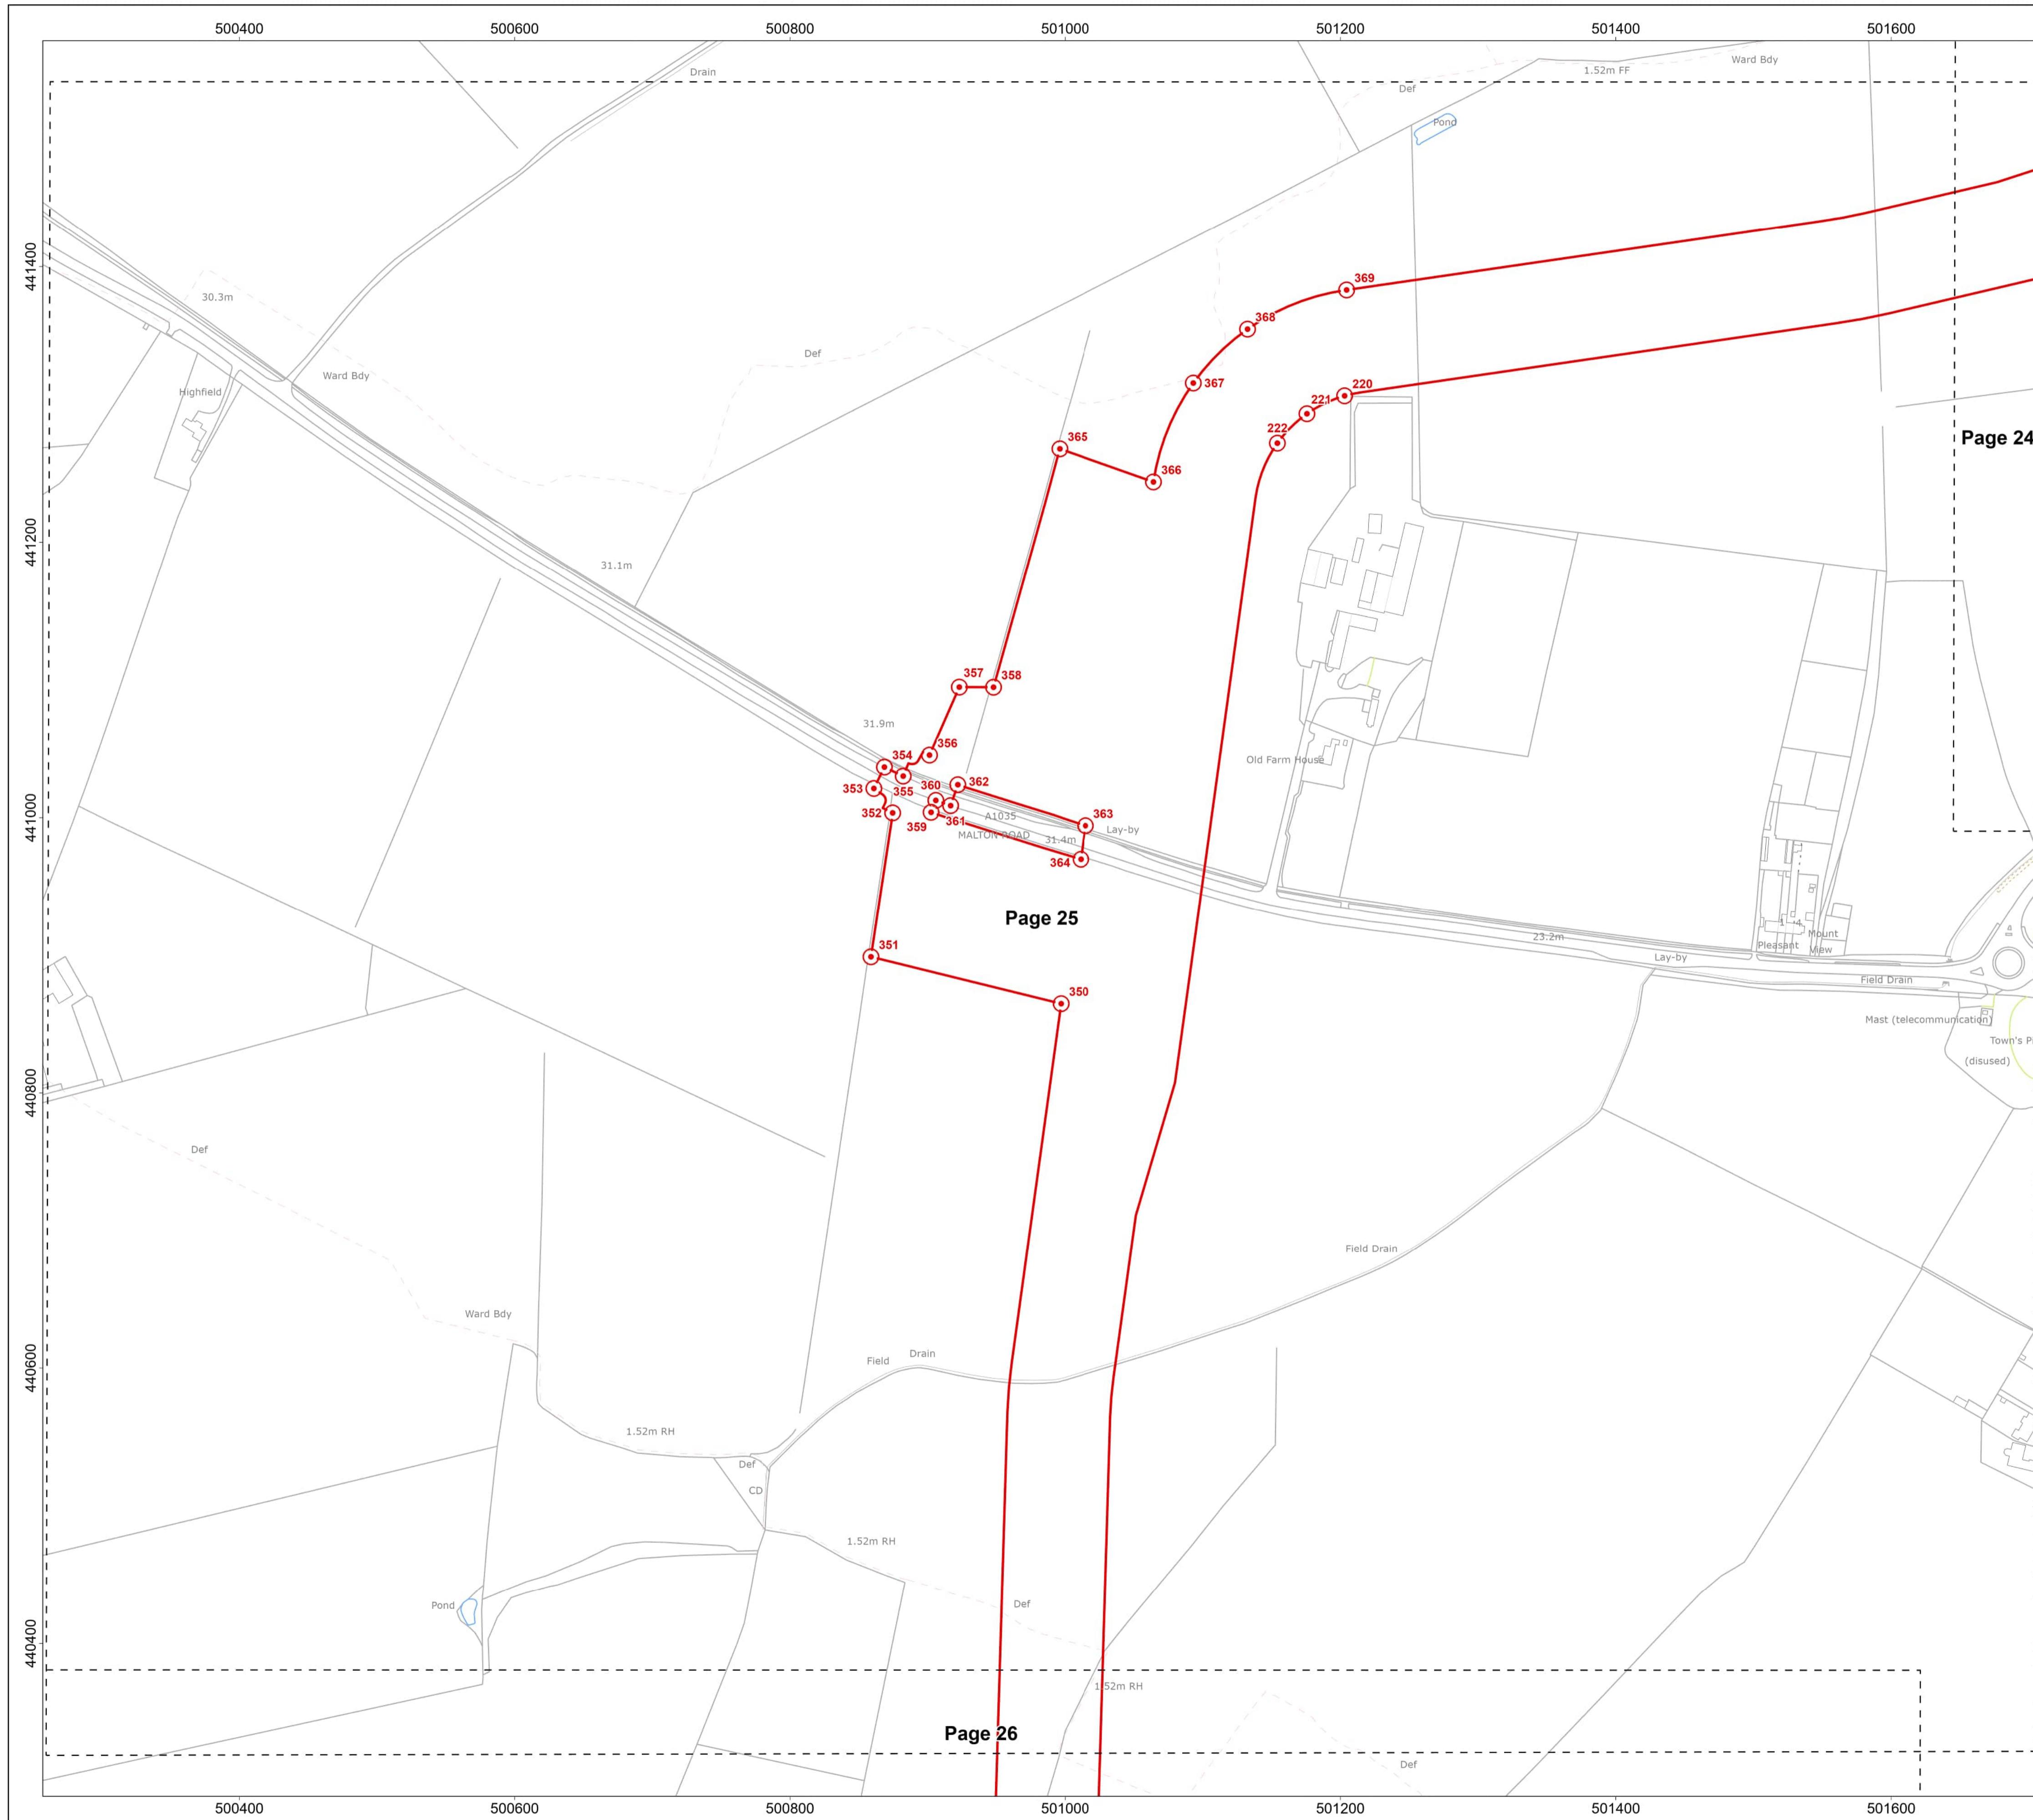 500400
500600
500800
501000
501200
501400
501600
Drain
1.52m FF
Ward Bdy
Def
Pond
441400
30.3m
369
368
Def
Ward Bdy
367
220
Highfield
221
222
365
Page 24
366
441200
31.1m
357
358
31.9m
356
354
Old Farm House
362
360
353
355
441000
352
359
361
A1035
363
Lay-by
MALTON ROAD
31.4m
364
Page 25
1 4
Mount
23.2m
Pleasant
View
351
Lay-by
Field Drain
350
Mast (telecommunication)
Town's P
(disused)
440800
Def
Field Drain
Ward Bdy
440600
Field
Drain
1.52m RH
Def
CD
1.52m RH
Pond
Def
440400
1.52m RH
Page 26
Def
500400
500600
500800
501000
501200
501400
501600